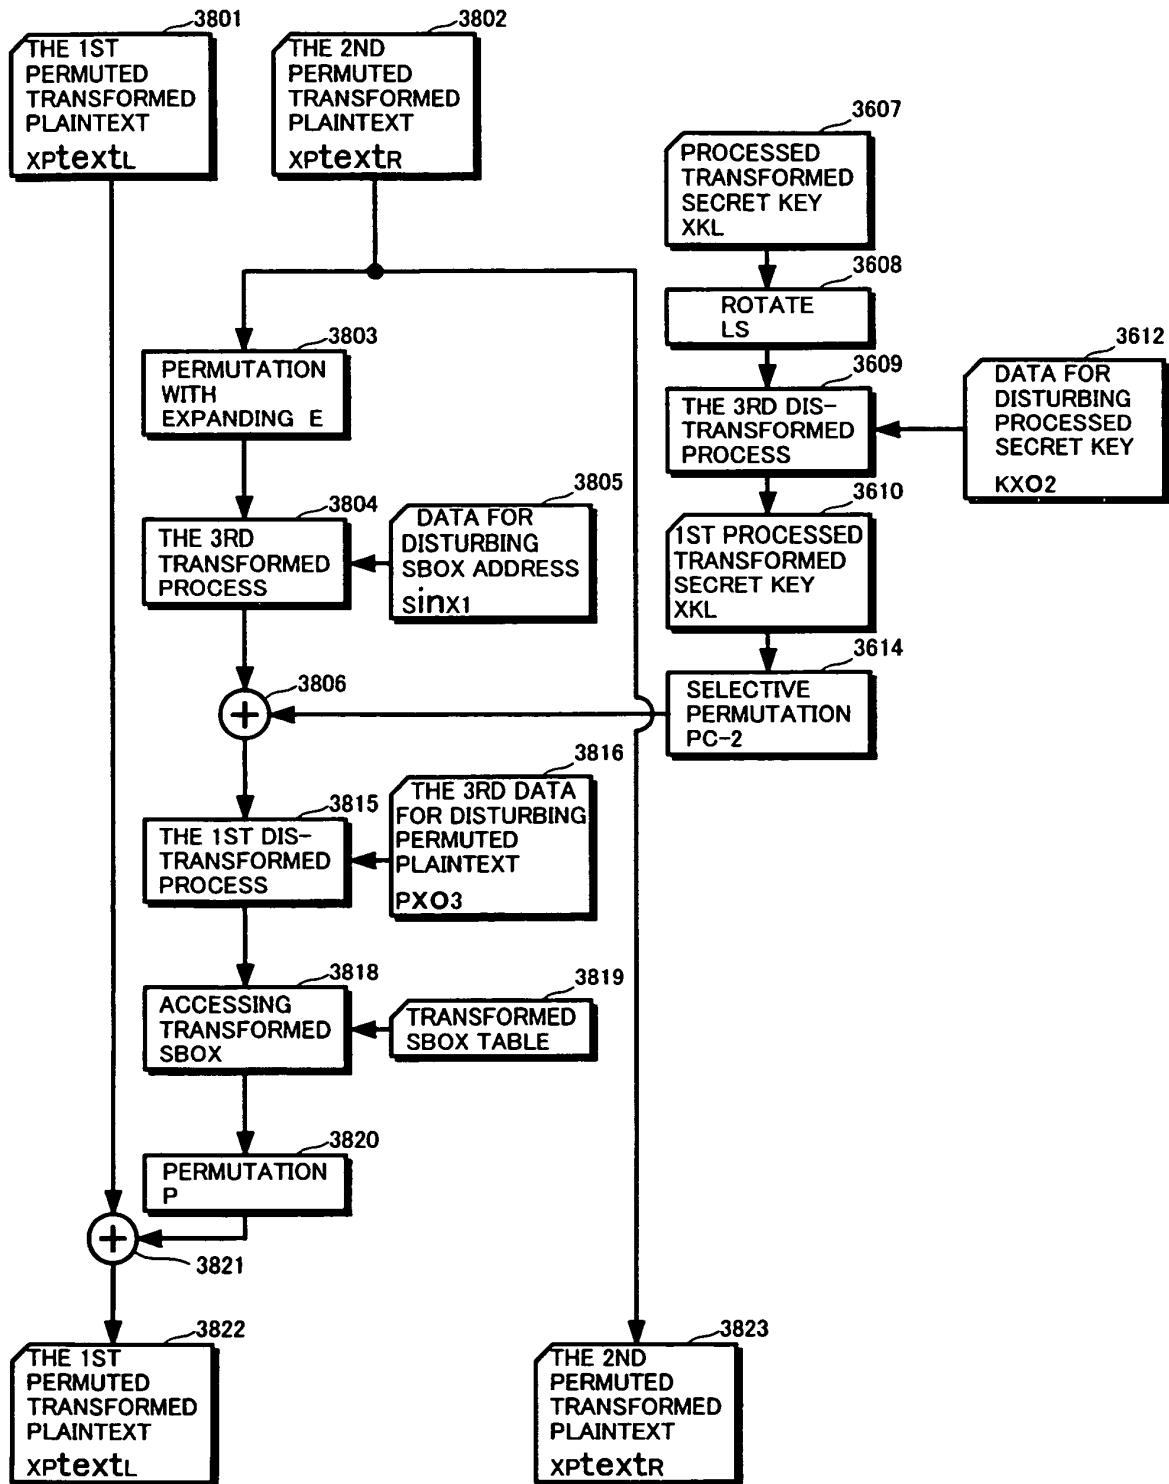 3801
THE 1ST
PERMUTED
TRANSFORMED
PLAINTEXT
XPtextL
3802
THE 2ND
PERMUTED
TRANSFORMED
PLAINTEXT
XPtextR
3607
PROCESSED
TRANSFORMED
SECRET KEY
XKL
3608
ROTATE
LS
3803
PERMUTATION
WITH
EXPANDING E
3609
THE 3RD DIS-
TRANSFORMED
PROCESS
3612
DATA FOR
DISTURBING
PROCESSED
SECRET KEY
KXO2
3804
THE 3RD
TRANSFORMED
PROCESS
3805
DATA FOR
DISTURBING
SBOX ADDRESS
SinX1
3610
1ST PROCESSED
TRANSFORMED
SECRET KEY
XKL
3806
+
3614
SELECTIVE
PERMUTATION
PC-2
3815
THE 1ST DIS-
TRANSFORMED
PROCESS
3816
THE 3RD DATA
FOR DISTURBING
PERMUTED
PLAINTEXT
PXO3
3818
ACCESSING
TRANSFORMED
SBOX
3819
TRANSFORMED
SBOX TABLE
3820
PERMUTATION
P
+
3821
3822
THE 1ST
PERMUTED
TRANSFORMED
PLAINTEXT
XPtextL
3823
THE 2ND
PERMUTED
TRANSFORMED
PLAINTEXT
XPtextR